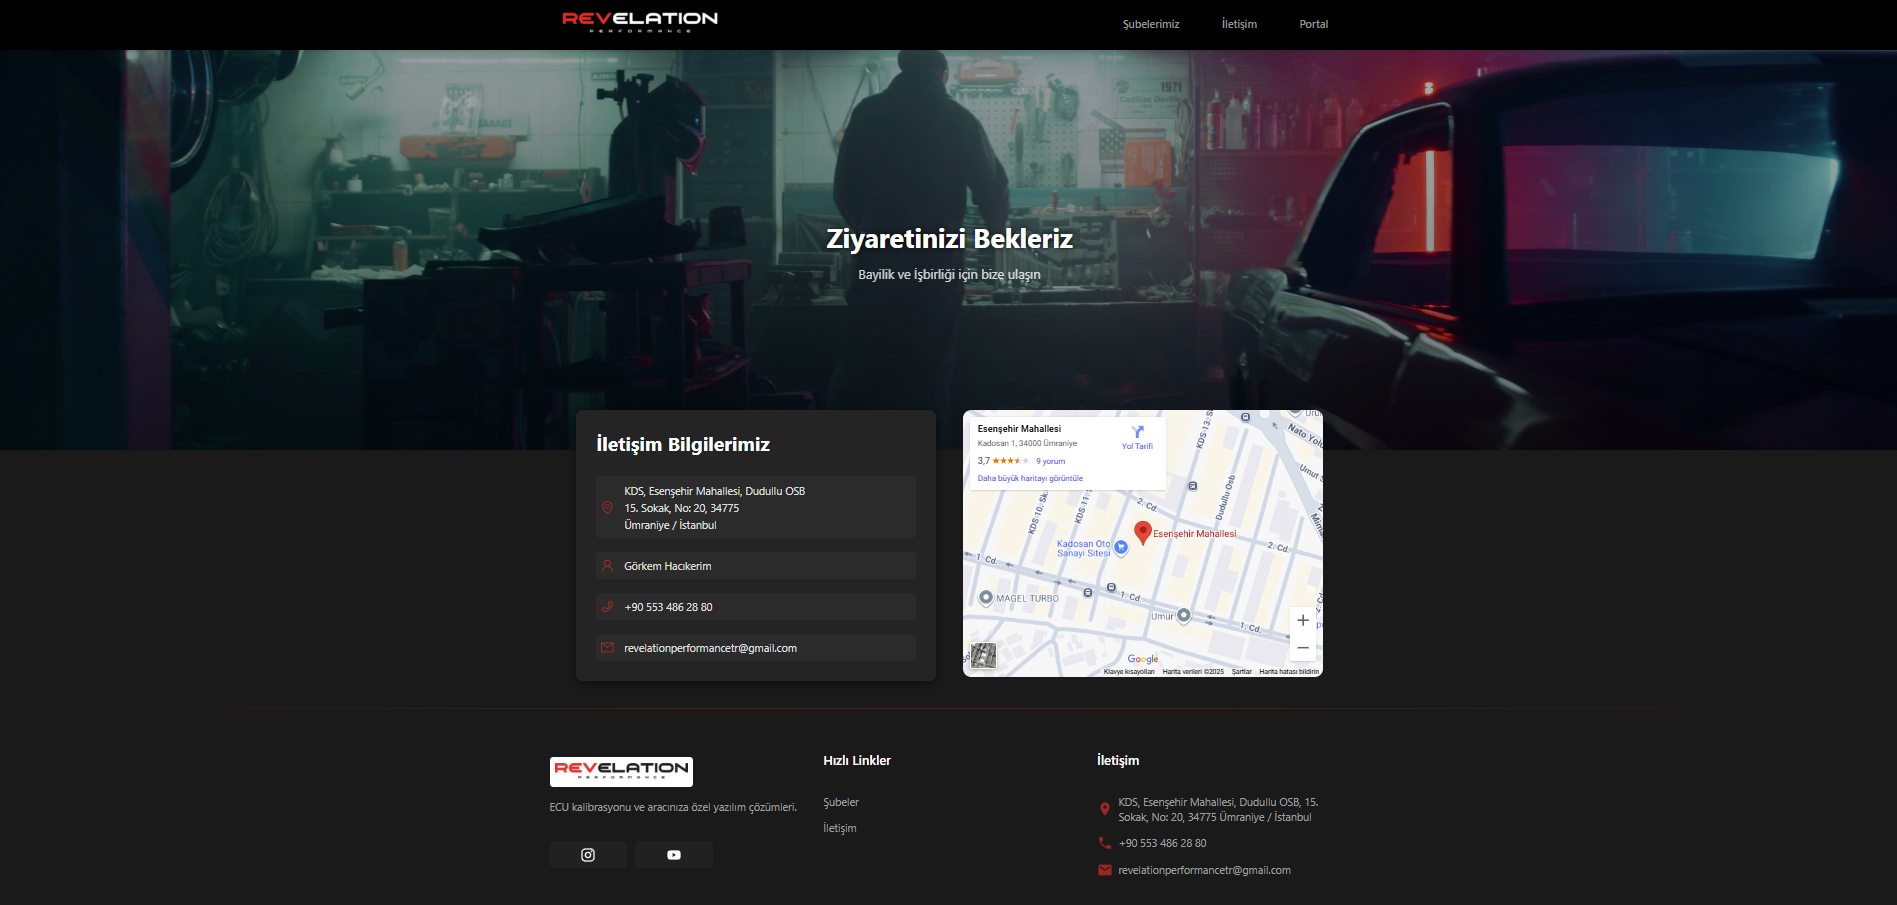 REVELATION
PERFORMANCE
Şubelerimiz
İletişim
Portal
1971
Cadillac Deville
GARAGE
Ziyaretinizi Bekleriz
Bayilik ve İşbirliği için bize ulaşın
İletişim Bilgilerimiz
KDS, Esenşehir Mahallesi, Dudullu OSB
15. Sokak, No: 20, 34775
Ümraniye / İstanbul
Görkem Hacıkerim
+90 553 486 28 80
revelationperformancetr@gmail.com
Esenşehir Mahallesi
Kadosan 1, 34000 Ümraniye
Yol Tarifi
3,7
9 yorum
Daha büyük haritayı görüntüle
KDS 13. S
Nato Yolu
Umut S
KDS-10. Sk.
KDS-11.
2. Cd.
Dudullu Osb
Esenşehir Mahallesi
Kadosan Oto
Sanayi Sitesi
2. Cd.
1. Cd.
1. Cd.
MAGEL TURBO
Umur
1. Cd.
Google
Klavye kısayolları
Harita verileri ©2025
Şartlar
Harita hatası bildirin
REVELATION
PERFORMANCE
ECU kalibrasyonu ve aracınıza özel yazılım çözümleri.
Hızlı Linkler
Şubeler
İletişim
İletişim
KDS, Esenşehir Mahallesi, Dudullu OSB, 15.
Sokak, No: 20, 34775 Ümraniye / İstanbul
+90 553 486 28 80
revelationperformancetr@gmail.com